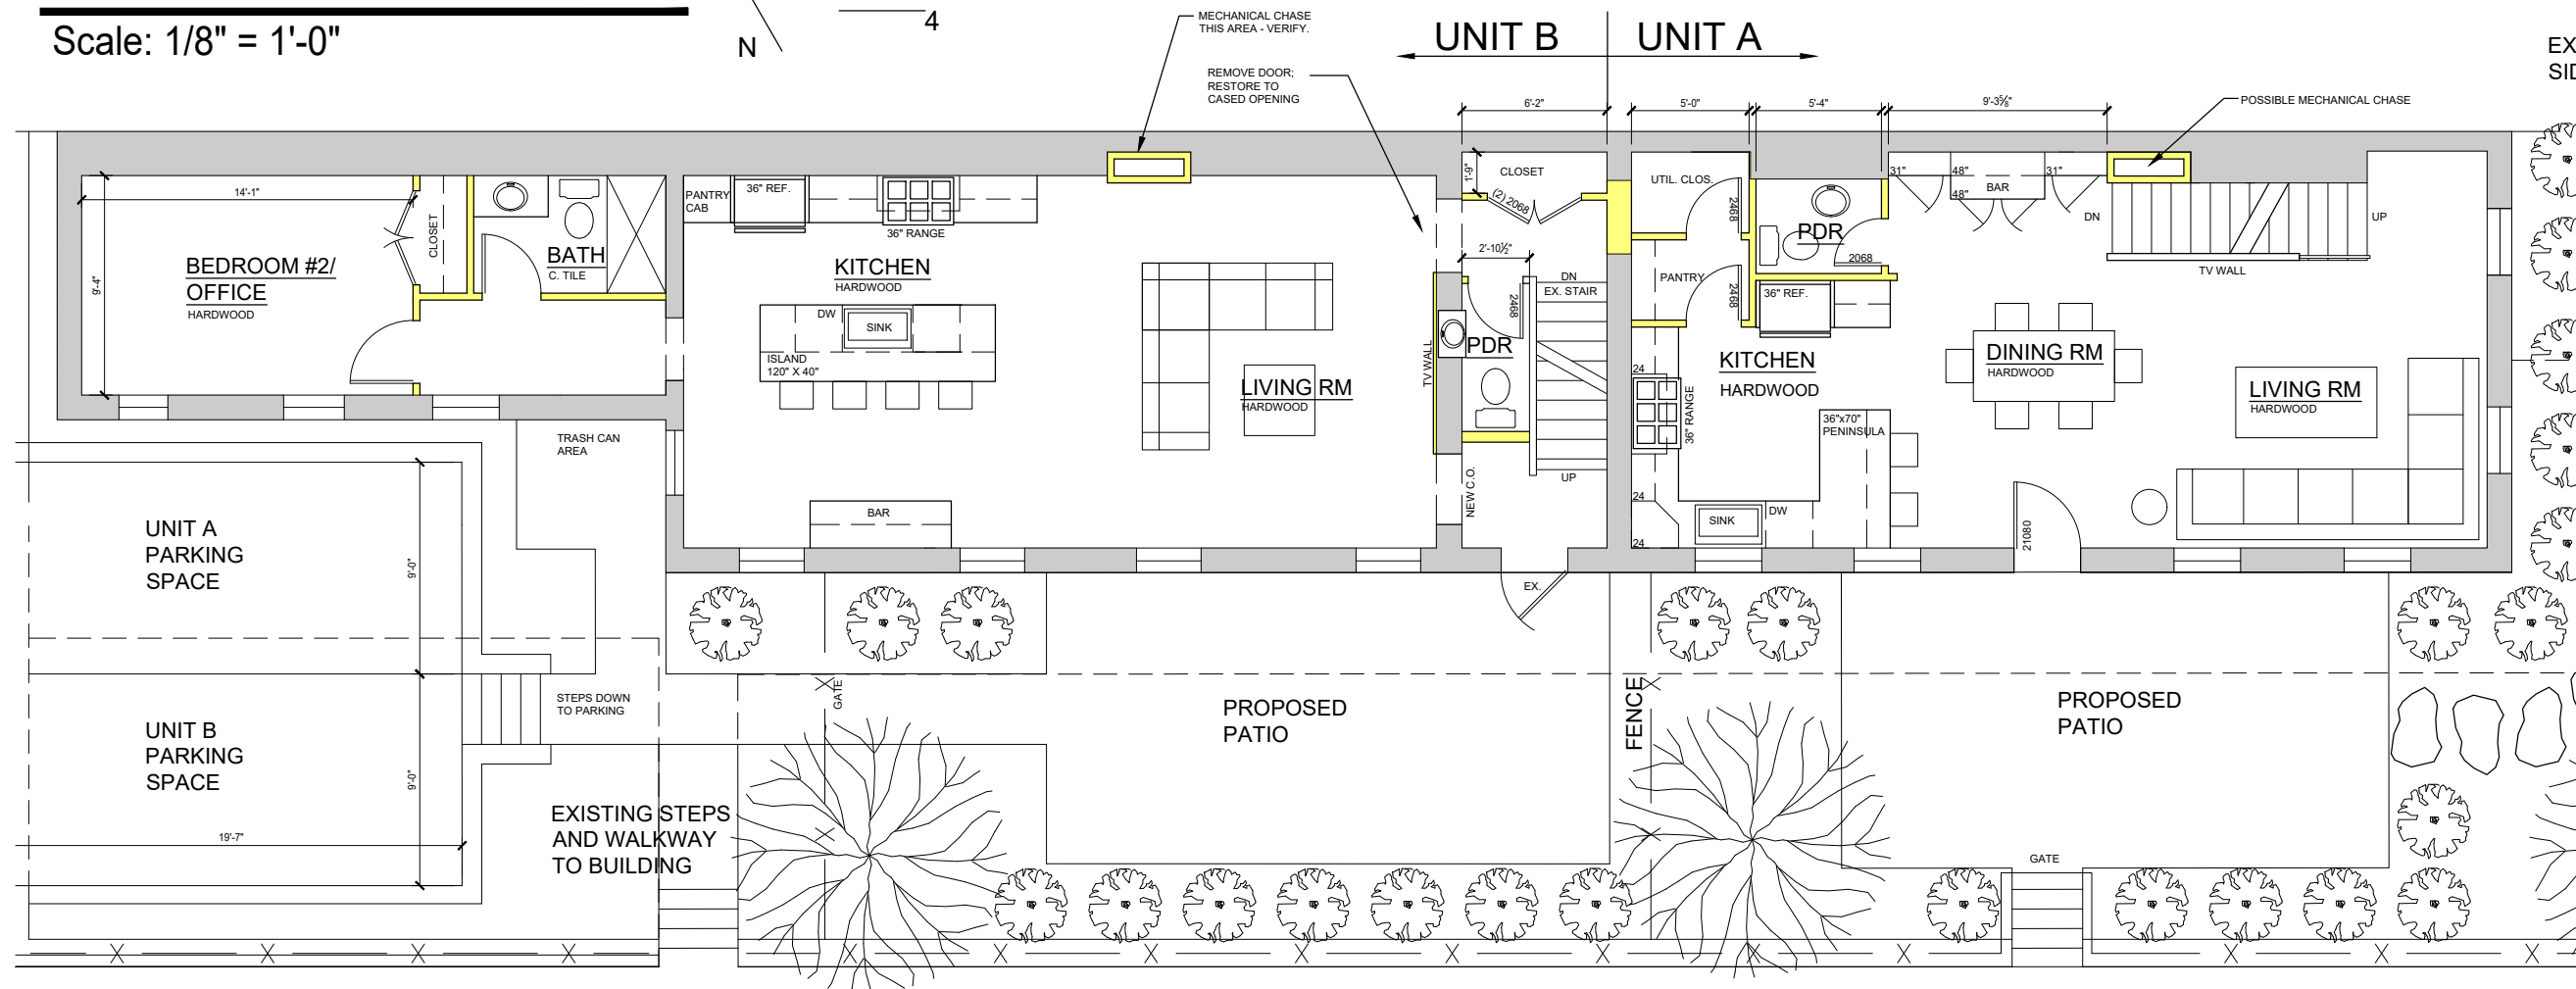 Scale: 1/8" = 1'-0"
N
4
MECHANICAL CHASE
THIS AREA - VERIFY.
REMOVE DOOR;
RESTORE TO
CASED OPENING
UNIT B
UNIT A
POSSIBLE MECHANICAL CHASE
EX
SI
6'-2"
5'-0"
5'-4"
9'-3⅝"
14'-1"
9'-4"
BEDROOM #2/
OFFICE
HARDWOOD
CLOSET
BATH
C. TILE
PANTRY
CAB
36" REF.
36" RANGE
KITCHEN
HARDWOOD
DW
SINK
ISLAND
120" X 40"
BAR
LIVING RM
HARDWOOD
TV WALL
1'-9"
CLOSET
(2) 2068
2'-10½"
2468
PDR
DN
EX. STAIR
UP
NEW C.O.
EX.
UTIL. CLOS.
2468
PANTRY
2468
PDR
2068
36" REF.
KITCHEN
HARDWOOD
24
36" RANGE
24
24
SINK
DW
36"x70"
PENINSULA
31"
48"
48"
BAR
31"
DN
UP
TV WALL
DINING RM
HARDWOOD
LIVING RM
HARDWOOD
21080
TRASH CAN
AREA
UNIT A
PARKING
SPACE
9'-0"
UNIT B
PARKING
SPACE
9'-0"
19'-7"
STEPS DOWN
TO PARKING
EXISTING STEPS
AND WALKWAY
TO BUILDING
GATE
PROPOSED
PATIO
FENCE
PROPOSED
PATIO
GATE